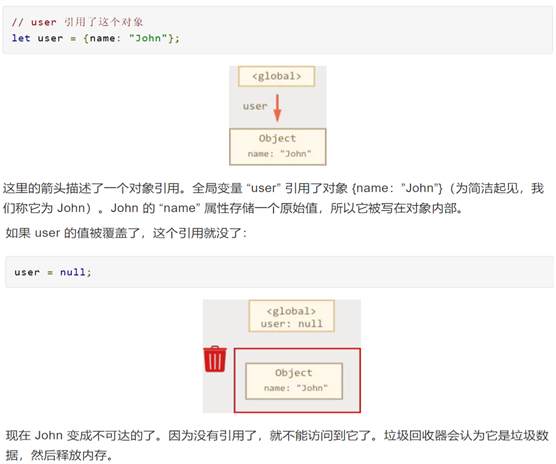 // user 引用了这个对象
let user = {name: "John"};
<global>
user
Object
name: "John"
这里的箭头描述了一个对象引用。全局变量 “user” 引用了对象 {name：”John”}（为简洁起见，我
们称它为 John）。John 的 “name” 属性存储一个原始值，所以它被写在对象内部。
如果 user 的值被覆盖了，这个引用就没了：
user = null;
<global>
user: null
Object
name: "John"
现在 John 变成不可达的了。因为没有引用了，就不能访问到它了。垃圾回收器会认为它是垃圾数
据，然后释放内存。